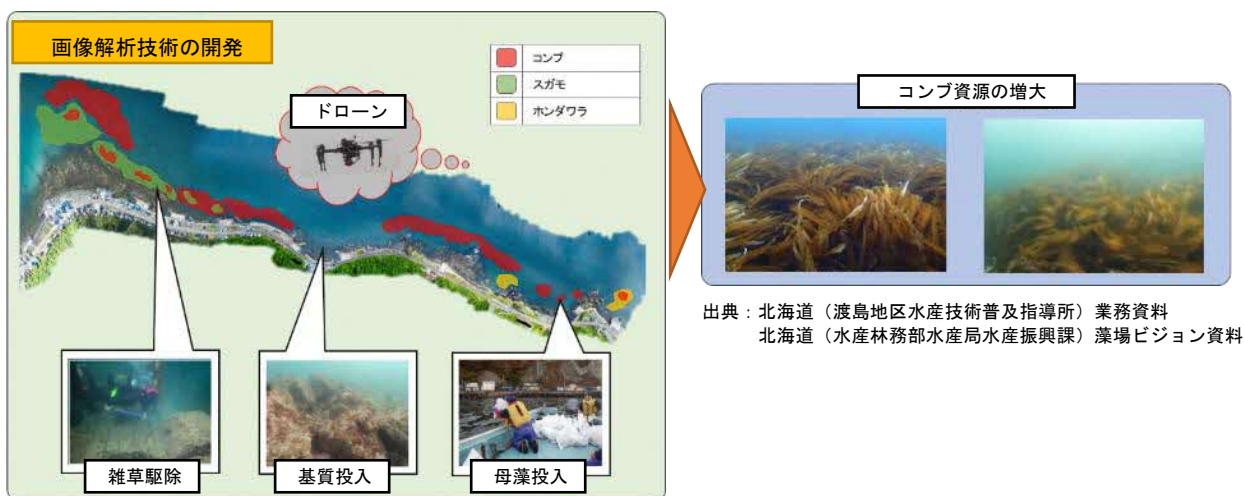 画像解析技術の開発
コンブ
スガモ
ホンダワラ
ドローン
雑草駆除
基質投入
母藻投入
コンブ資源の増大
出典：北海道（渡島地区水産技術普及指導所）業務資料
北海道（水産林務部水産局水産振興課）藻場ビジョン資料